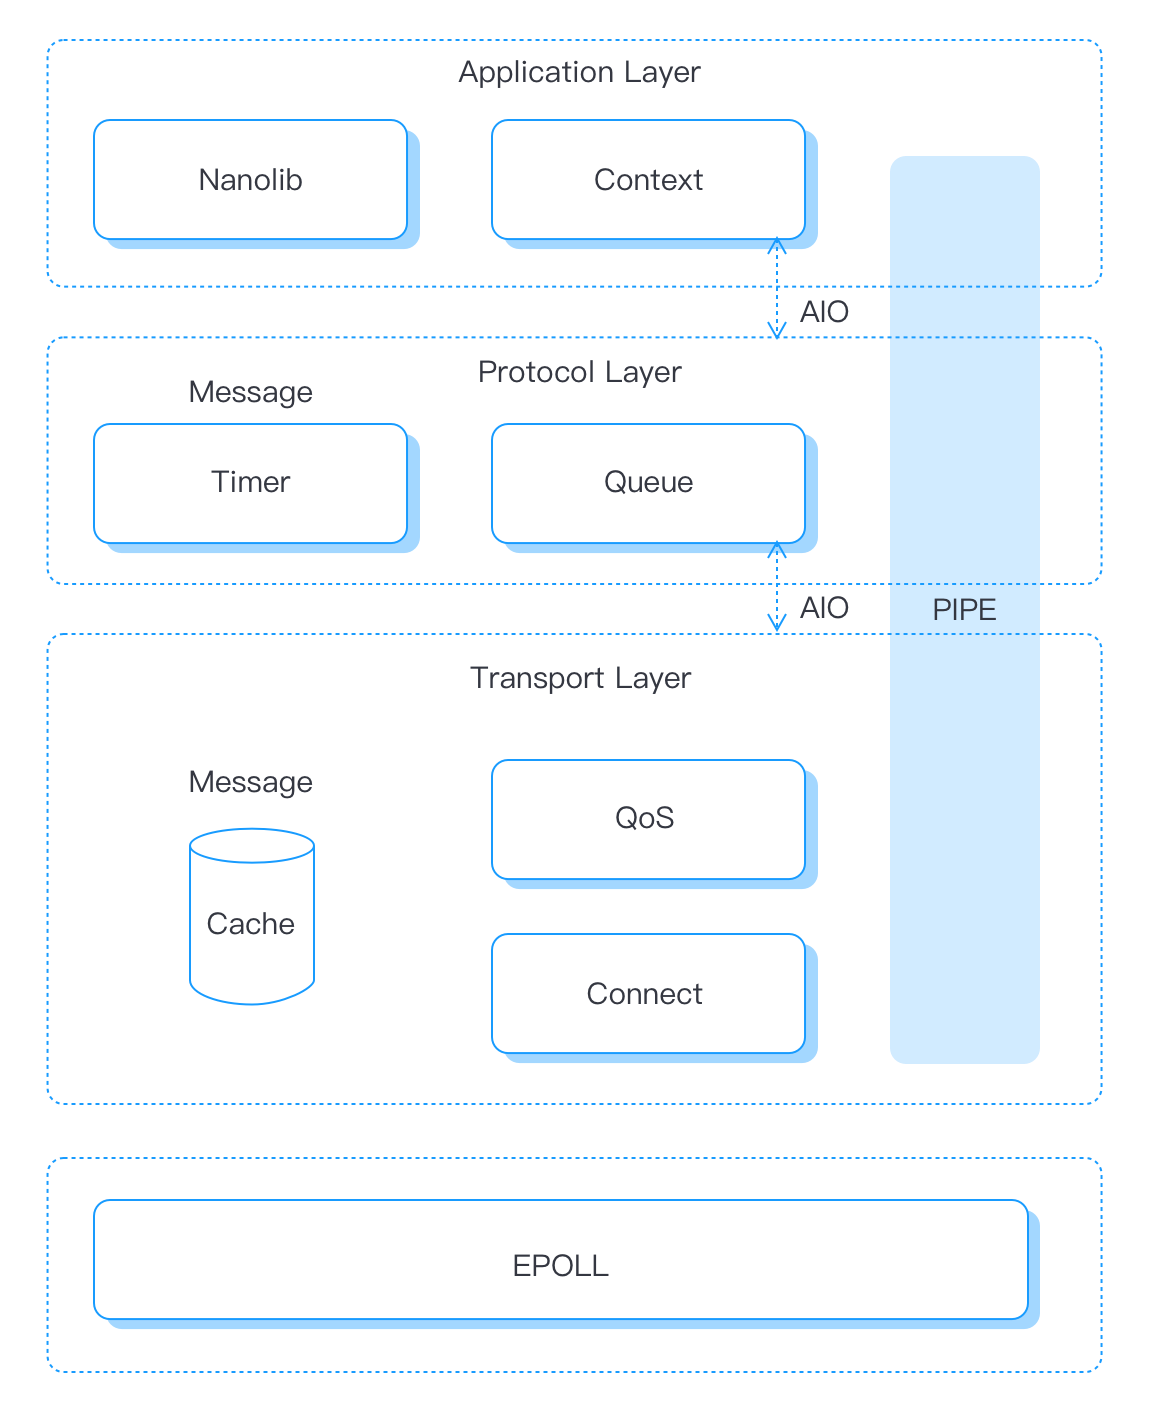 Application Layer
Nanolib
Context
AIO
Protocol Layer
Message
Timer
Queue
AIO
PIPE
Transport Layer
Message
QoS
Cache
Connect
EPOLL